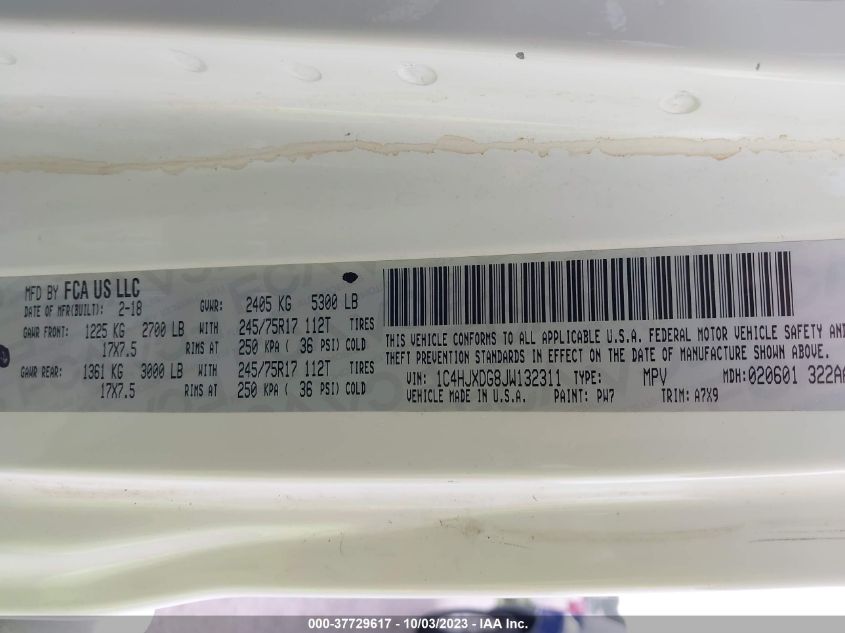 MFD BY FCA US LLC
DATE OF MFR(BUILT): 2-18 GVWR: 2405 KG 5300 LB
GAWR FRONT: 1225 KG 2700 LB WITH 245/75R17 112T TIRES
17X7.5 RIMS AT 250 KPA ( 36 PSI) COLD
GAWR REAR: 1361 KG 3000 LB WITH 245/75R17 112T TIRES
17X7.5 RIMS AT 250 KPA ( 36 PSI) COLD
THIS VEHICLE CONFORMS TO ALL APPLICABLE U.S.A. FEDERAL MOTOR VEHICLE SAFETY AND
THEFT PREVENTION STANDARDS IN EFFECT ON THE DATE OF MANUFACTURE SHOWN ABOVE.
VIN: 1C4HJXDG8JW132311 TYPE: MPV MDH:020601 322AA
VEHICLE MADE IN U.S.A. PAINT: PW7 TRIM: A7X9
000-37729617 - 10/03/2023 - IAA Inc.